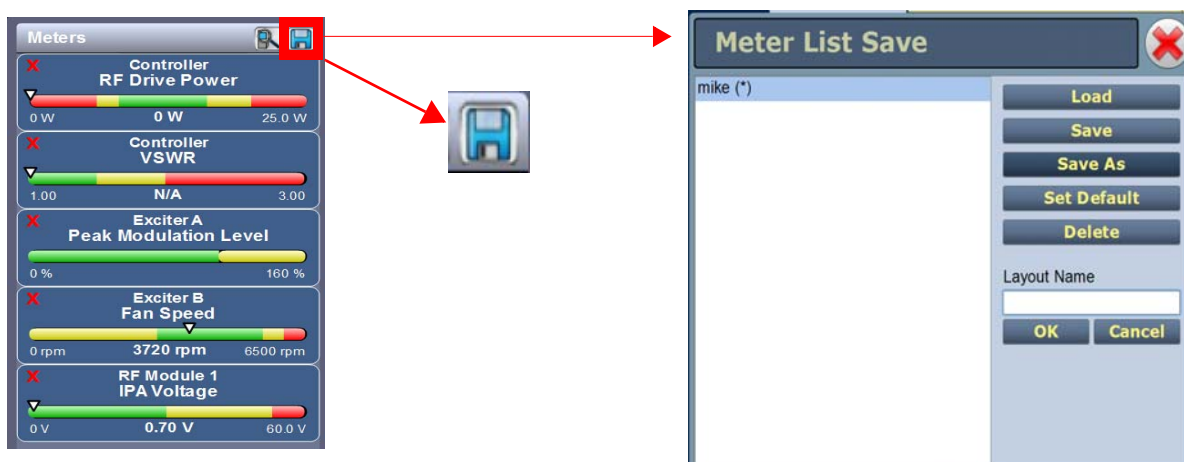 Meters
X Controller
RF Drive Power
0 W 0 W 25.0 W
X Controller
VSWR
1.00 N/A 3.00
X Exciter A
Peak Modulation Level
0 % 160 %
X Exciter B
Fan Speed
0 rpm 3720 rpm 6500 rpm
X RF Module 1
IPA Voltage
0 V 0.70 V 60.0 V
Meter List Save
mike (*)
Load
Save
Save As
Set Default
Delete
Layout Name
OK Cancel